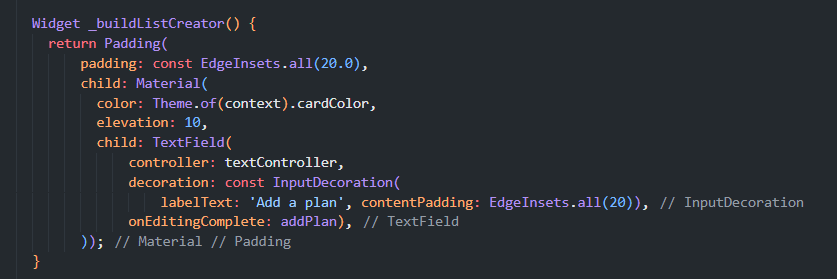 Widget _buildListCreator() {
  return Padding(
      padding: const EdgeInsets.all(20.0),
      child: Material(
        color: Theme.of(context).cardColor,
        elevation: 10,
        child: TextField(
            controller: textController,
            decoration: const InputDecoration(
                labelText: 'Add a plan', contentPadding: EdgeInsets.all(20)), // InputDecoration
            onEditingComplete: addPlan), // TextField
      )); // Material // Padding
}